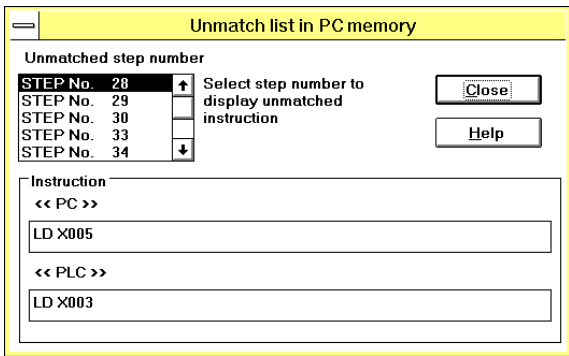 Unmatch list in PC memory
Unmatched step number
STEP No. 28
STEP No. 29
STEP No. 30
STEP No. 33
STEP No. 34
Select step number to
display unmatched
instruction
Close
Help
Instruction
<< PC >>
LD X005
<< PLC >>
LD X003